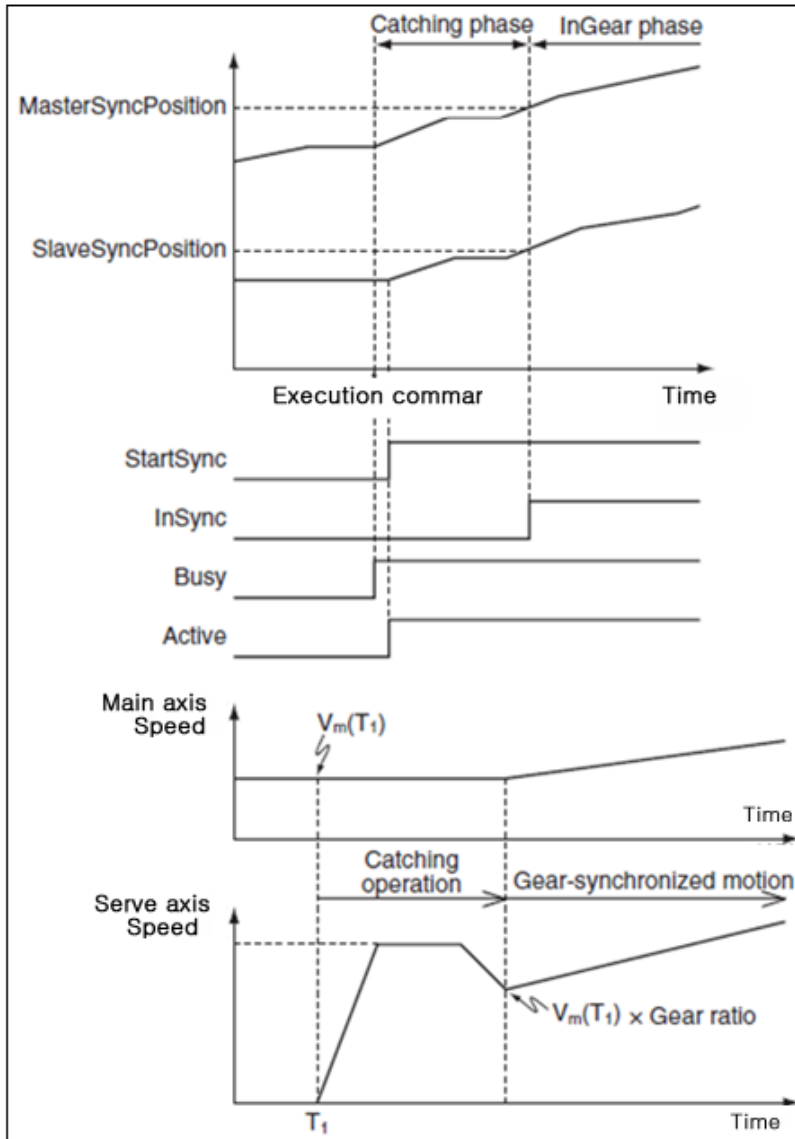 Catching phase
InGear phase
MasterSyncPosition
SlaveSyncPosition
Execution commar
Time
StartSync
InSync
Busy
Active
Main axis
Speed
Vm(T1)
Time
Catching
operation
Gear-synchronized motion
Serve axis
Speed
Vm(T1) × Gear ratio
T1
Time